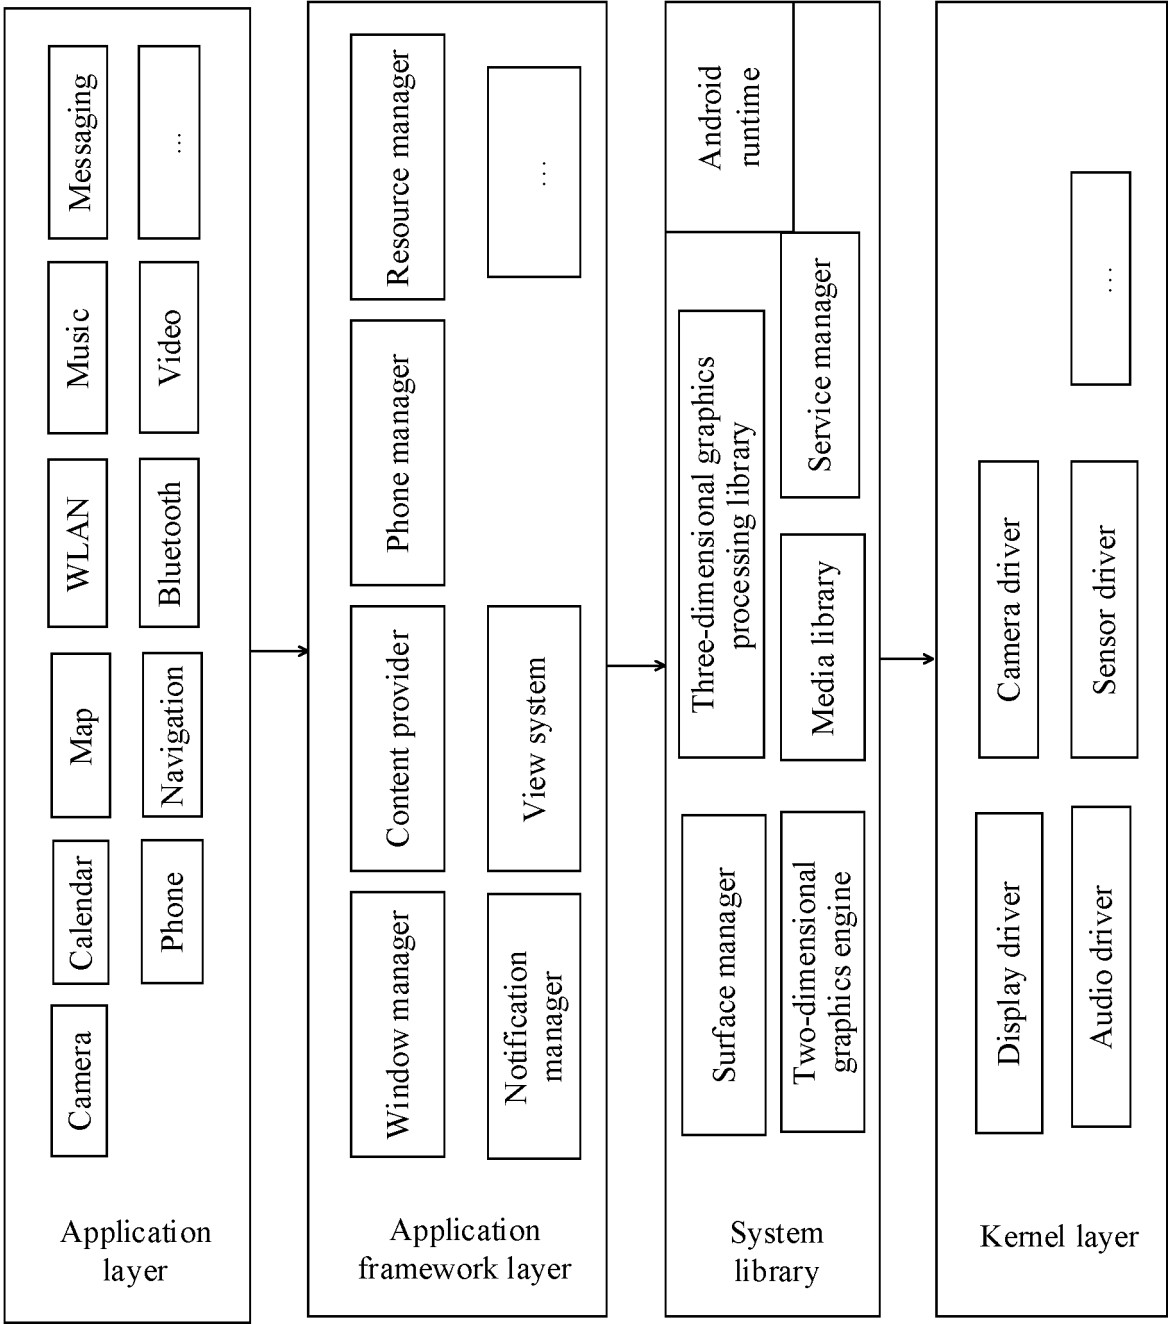 Messaging
...
Music
Video
WLAN
Bluetooth
Map
Navigation
Calendar
Phone
Camera
Application
layer
Resource manager
...
Phone manager
Content provider
View system
Window manager
Notification
manager
Application
framework layer
Android
runtime
Service manager
Three-dimensional graphics
processing library
Media library
Surface manager
Two-dimensional
graphics engine
System
library
...
Camera driver
Sensor driver
Display driver
Audio driver
Kernel layer